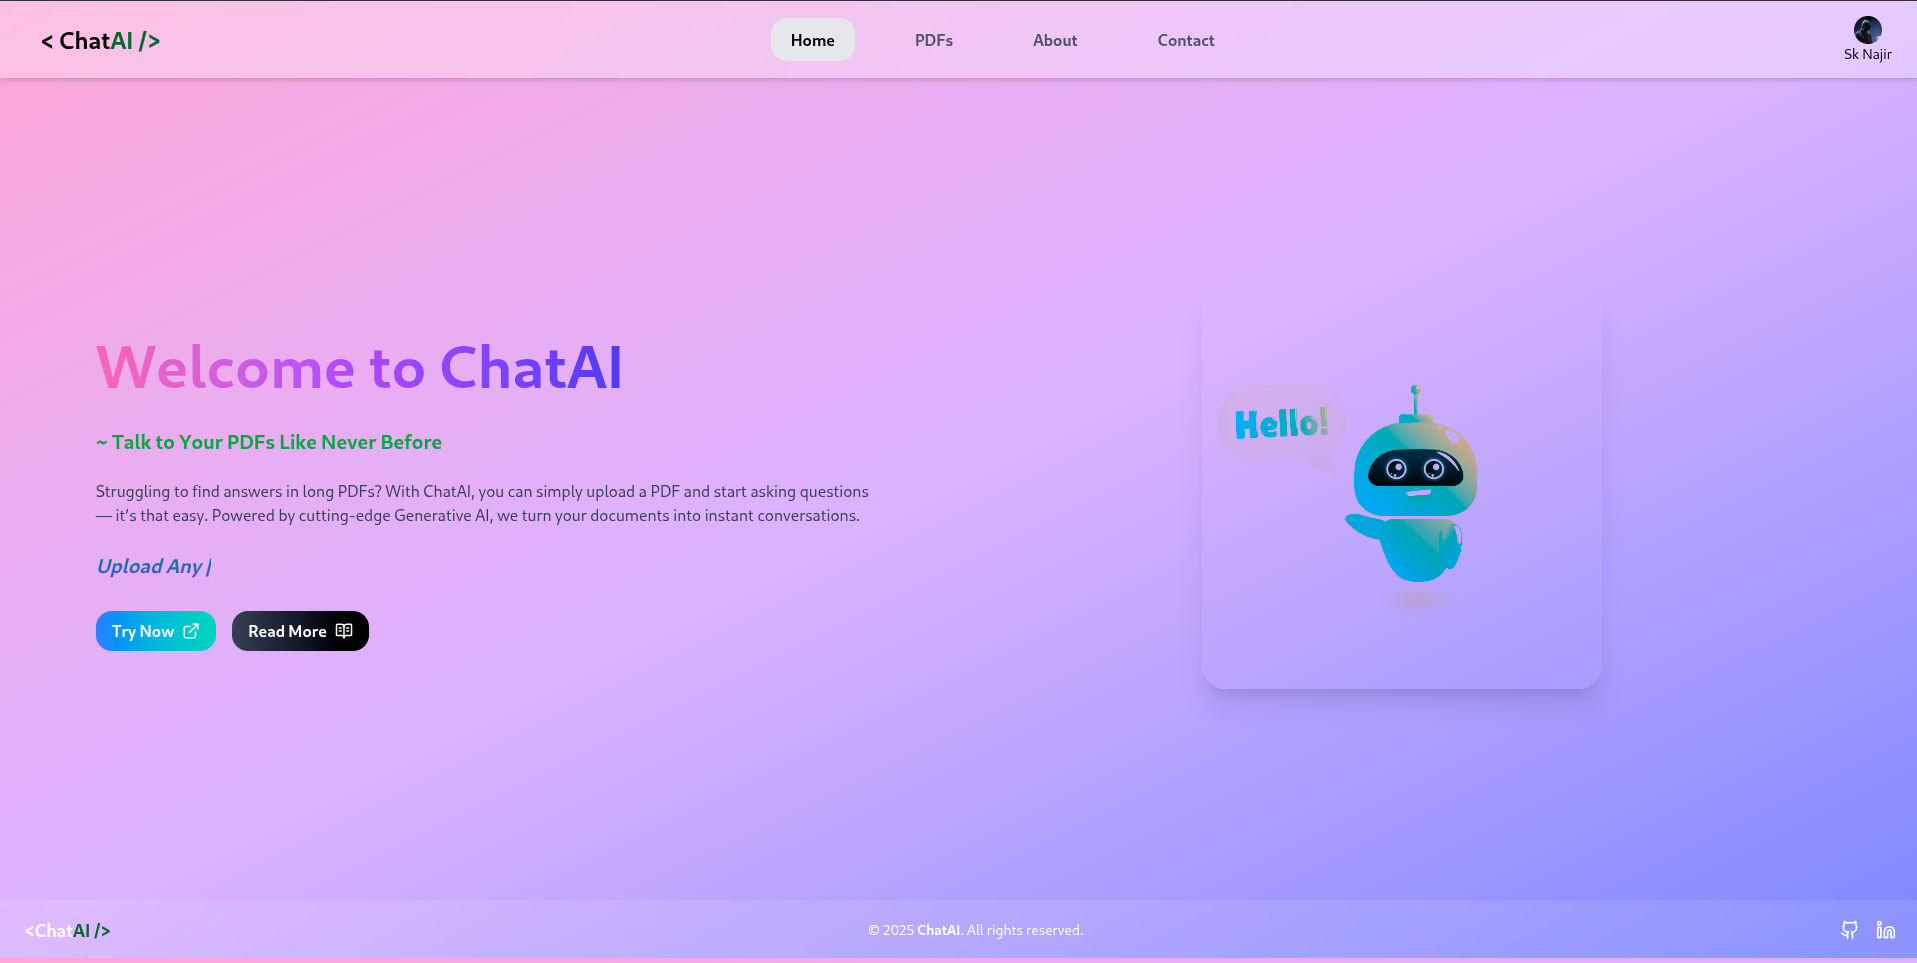 < ChatAI />
Home
PDFs
About
Contact
Sk Najir
Welcome to ChatAI
~ Talk to Your PDFs Like Never Before
Struggling to find answers in long PDFs? With ChatAI, you can simply upload a PDF and start asking questions
— it's that easy. Powered by cutting-edge Generative AI, we turn your documents into instant conversations.
Upload Any |
Try Now
Read More
Hello!
<ChatAI />
© 2025 ChatAI. All rights reserved.